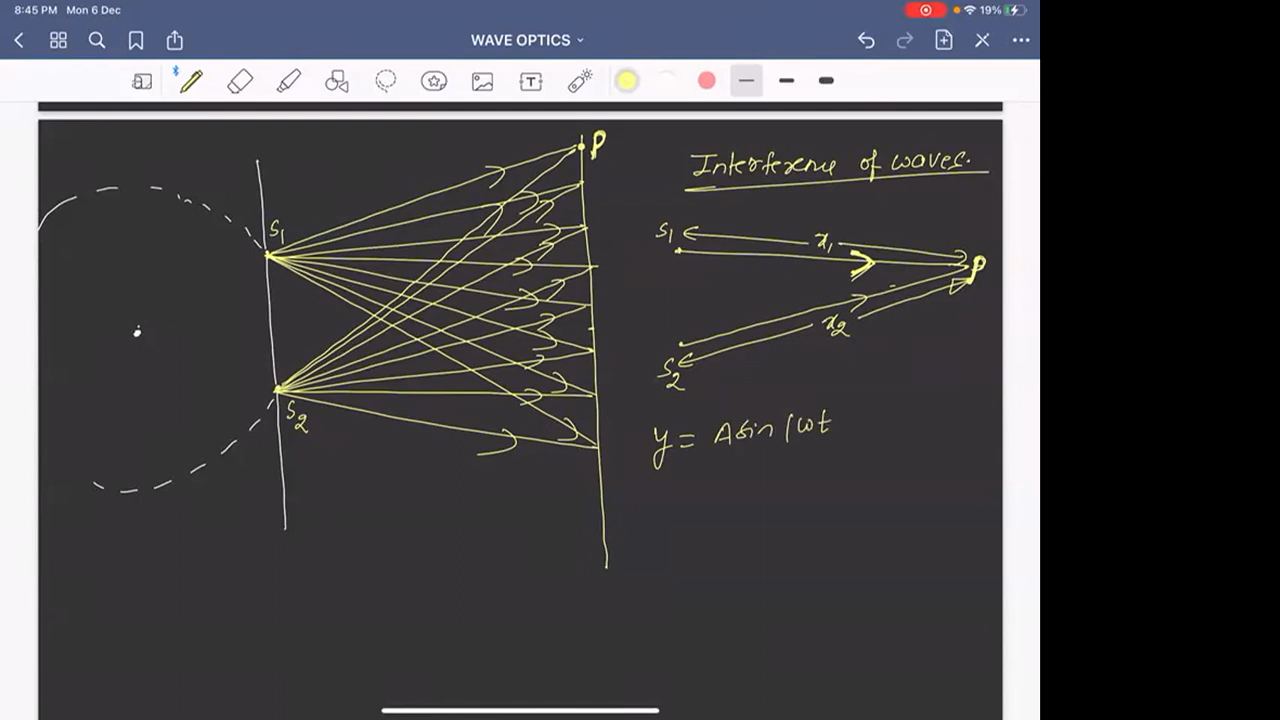 8:45 PM Mon 6 Dec
19%
WAVE OPTICS
T
P
Interference of waves.
S1
S1
x1
P
x2
S2
S2
y = A sin (ωt